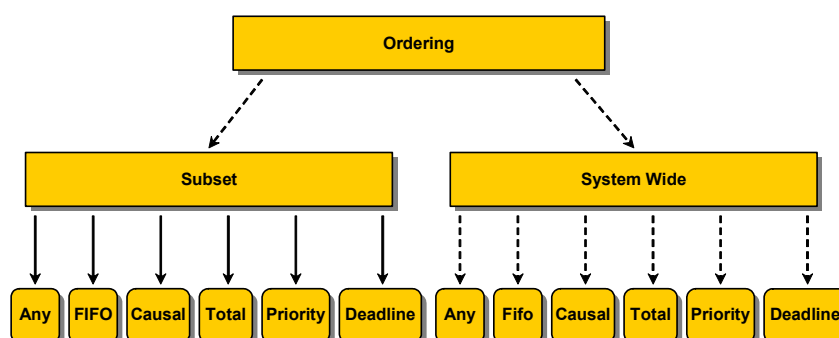 Ordering
Subset
System Wide
Any
FIFO
Causal
Total
Priority
Deadline
Any
Fifo
Causal
Total
Priority
Deadline